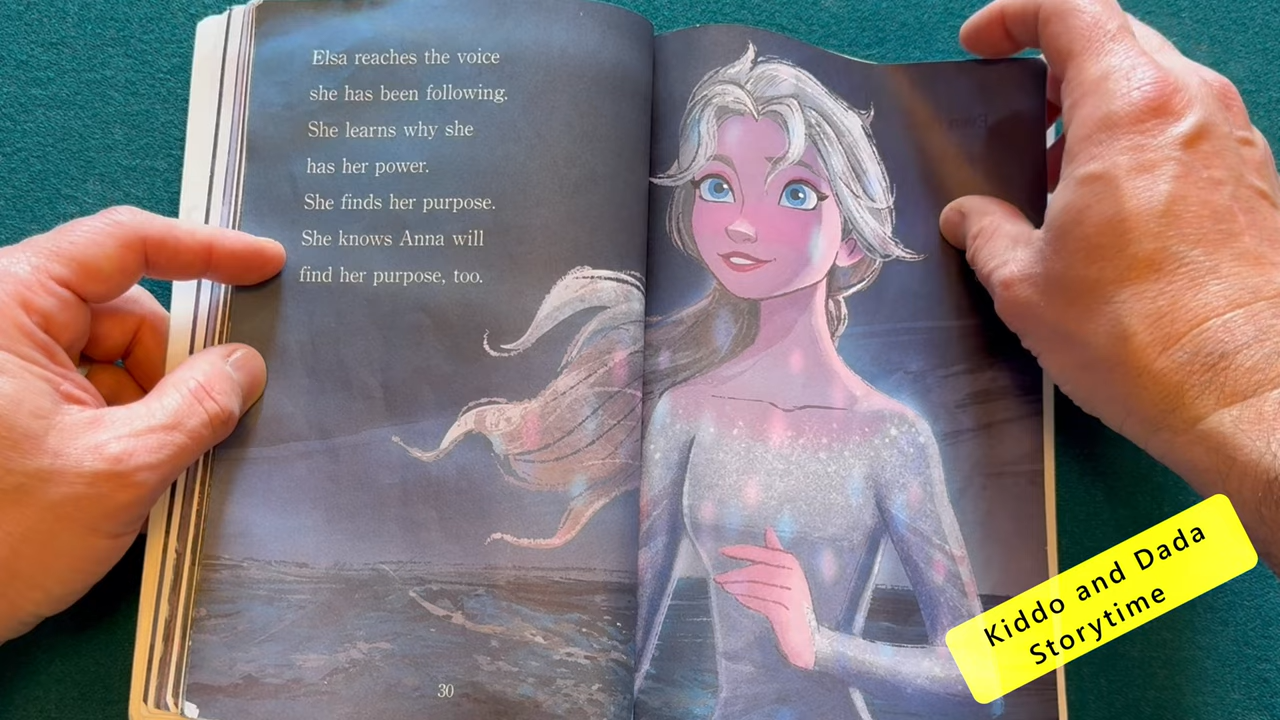 Elsa reaches the voice
she has been following.
She learns why she
has her power.
She finds her purpose.
She knows Anna will
find her purpose, too.
30
Kiddo and Dada
Storytime